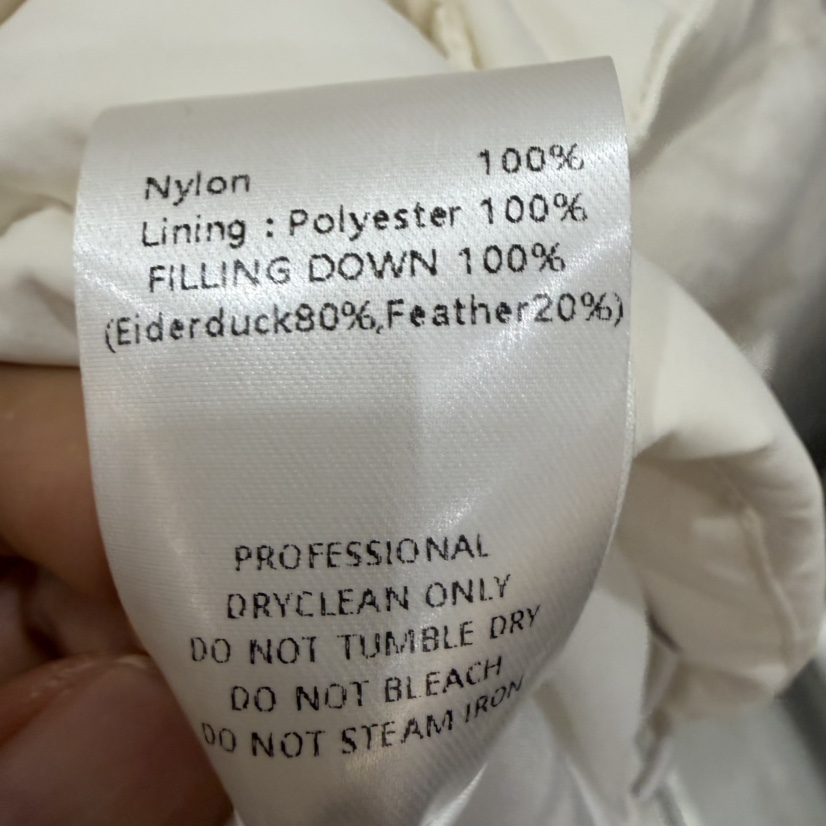 Nylon 100%
Lining : Polyester 100%
FILLING DOWN 100%
(Eiderduck80%,Feather20%)
PROFESSIONAL
DRYCLEAN ONLY
DO NOT TUMBLE DRY
DO NOT BLEACH
DO NOT STEAM IRON